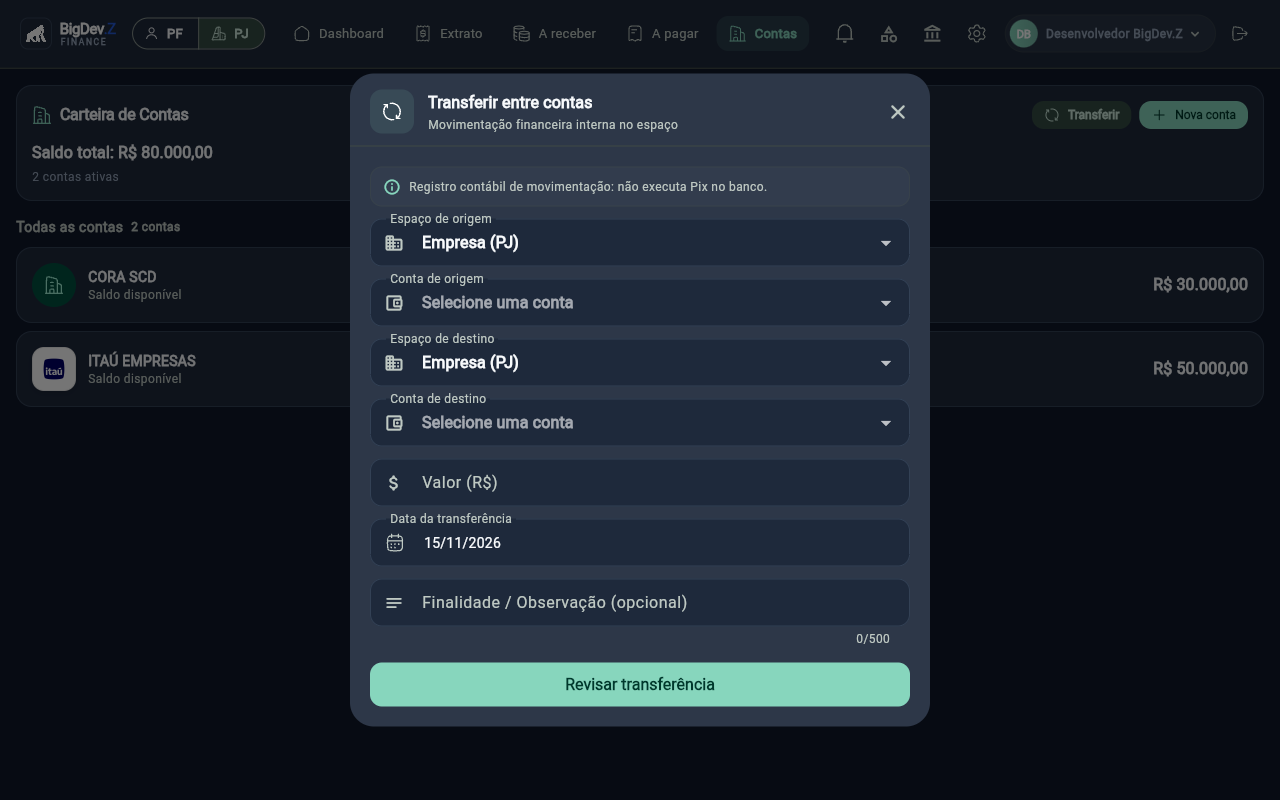 BigDev.Z
FINANCE
PF
PJ
Dashboard
Extrato
A receber
A pagar
Contas
DB
Desenvolvedor BigDev.Z
Carteira de Contas
Saldo total: R$ 80.000,00
2 contas ativas
Transferir
Nova conta
Todas as contas 2 contas
CORA SCD
Saldo disponível
R$ 30.000,00
itaú
ITAÚ EMPRESAS
Saldo disponível
R$ 50.000,00
Transferir entre contas
Movimentação financeira interna no espaço
Registro contábil de movimentação: não executa Pix no banco.
Espaço de origem
Empresa (PJ)
Conta de origem
Selecione uma conta
Espaço de destino
Empresa (PJ)
Conta de destino
Selecione uma conta
Valor (R$)
Data da transferência
15/11/2026
Finalidade / Observação (opcional)
0/500
Revisar transferência